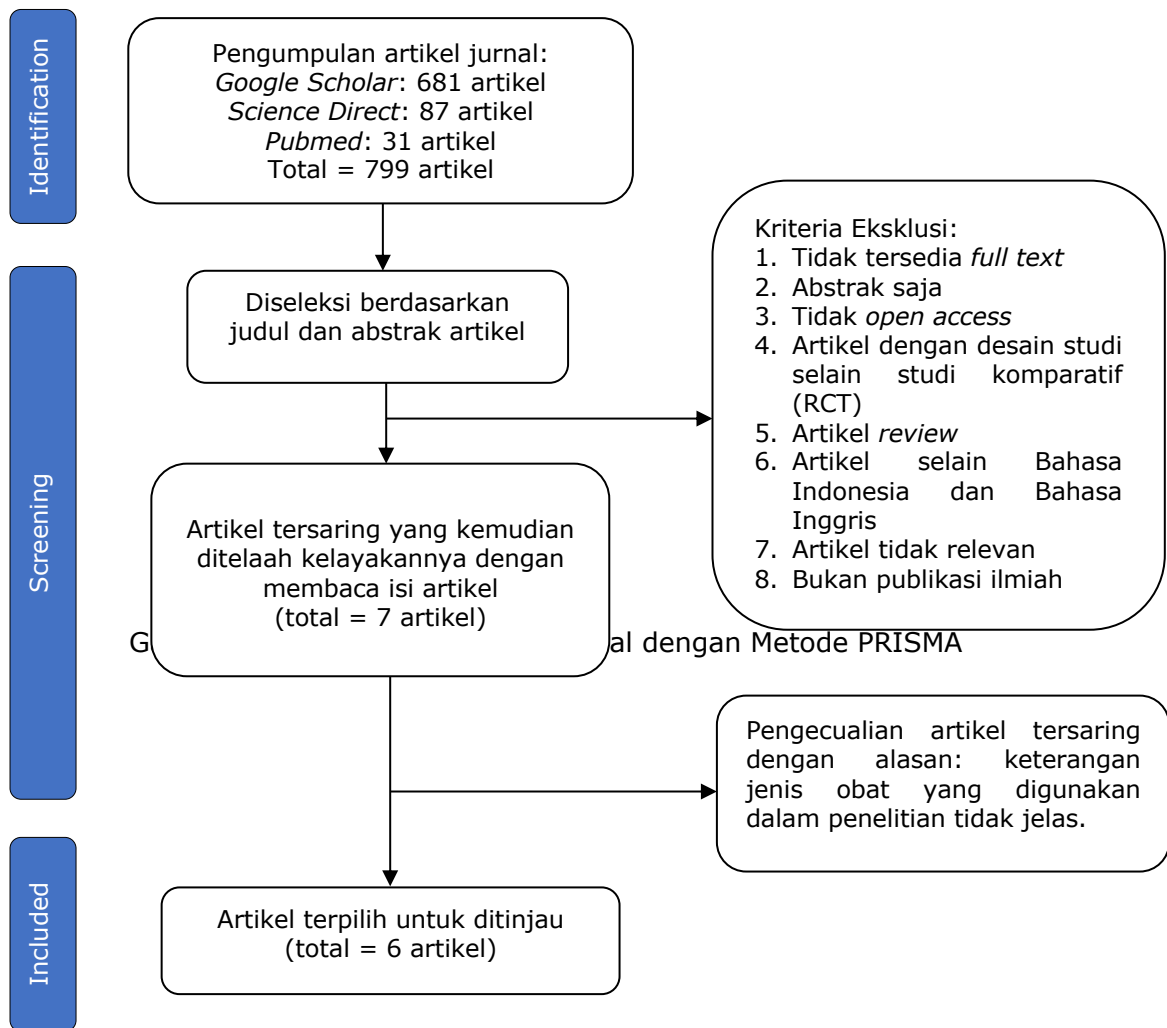 Identification
Pengumpulan artikel jurnal:
Google Scholar: 681 artikel
Science Direct: 87 artikel
Pubmed: 31 artikel
Total = 799 artikel
Screening
Diseleksi berdasarkan
judul dan abstrak artikel
Kriteria Eksklusi:
1. Tidak tersedia full text
2. Abstrak saja
3. Tidak open access
4. Artikel dengan desain studi
selain studi komparatif
(RCT)
5. Artikel review
6. Artikel selain Bahasa
Indonesia dan Bahasa
Inggris
7. Artikel tidak relevan
8. Bukan publikasi ilmiah
Artikel tersaring yang kemudian
ditelaah kelayakannya dengan
membaca isi artikel
(total = 7 artikel)
G al dengan Metode PRISMA
Pengecualian artikel tersaring
dengan alasan: keterangan
jenis obat yang digunakan
dalam penelitian tidak jelas.
Included
Artikel terpilih untuk ditinjau
(total = 6 artikel)